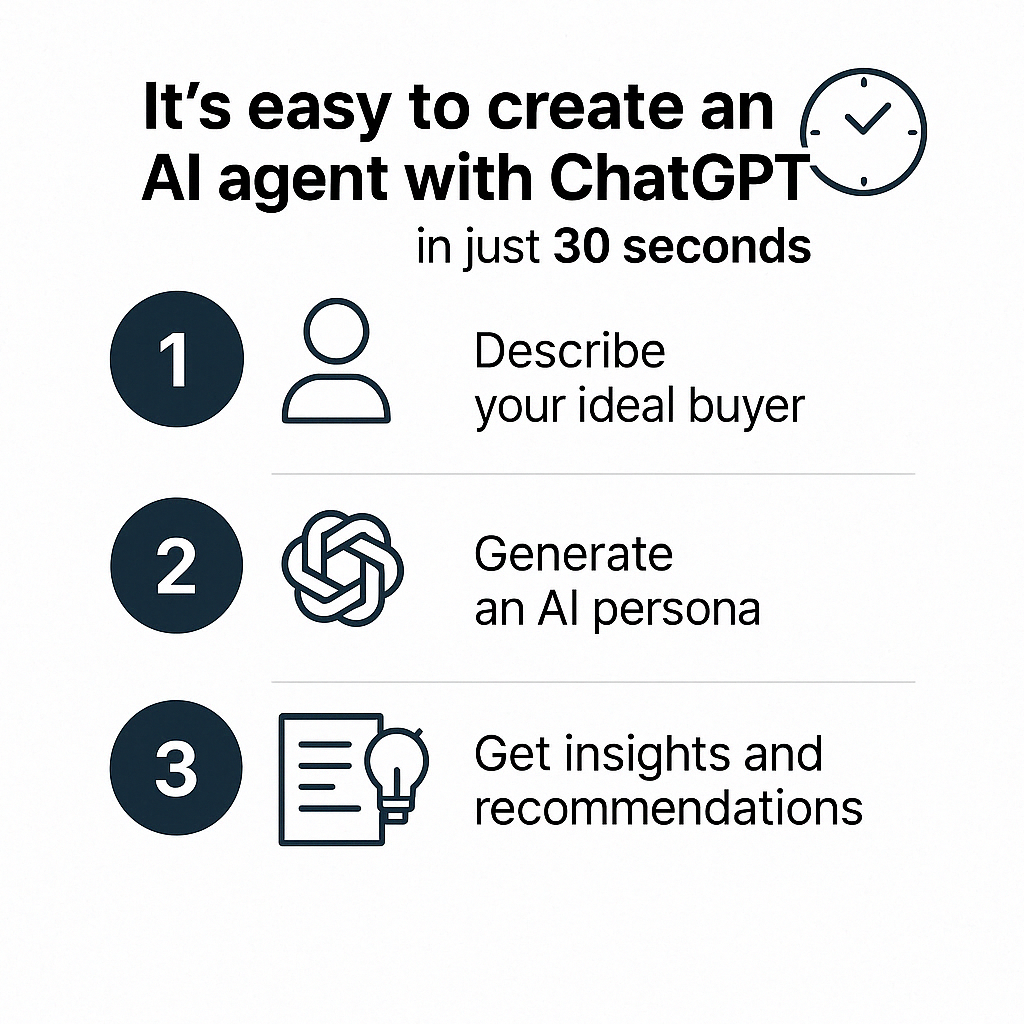 It’s easy to create an
AI agent with ChatGPT
in just 30 seconds
1
Describe
your ideal buyer
2
Generate
an AI persona
3
Get insights and
recommendations